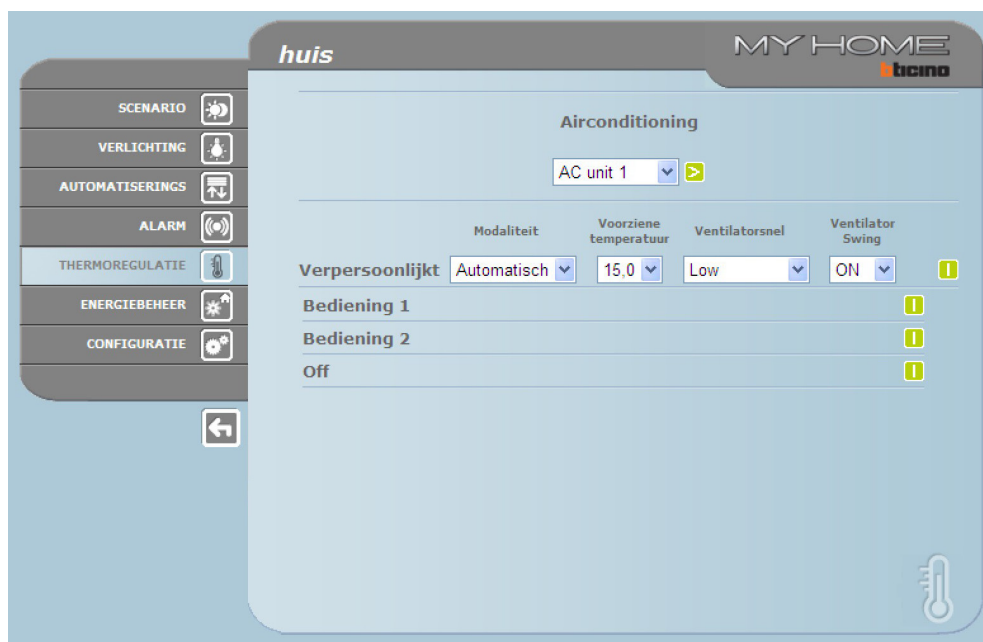 huis
MY HOME
bticino
SCENARIO
VERLICHTING
AUTOMATISERINGS
ALARM
THERMOREGULATIE
ENERGIEBEHEER
CONFIGURATIE
Airconditioning
AC unit 1
Modaliteit
Voorziene
temperatuur
Ventilatorsnel
Ventilator
Swing
Verpersoonlijkt Automatisch 15,0 Low ON
Bediening 1
Bediening 2
Off